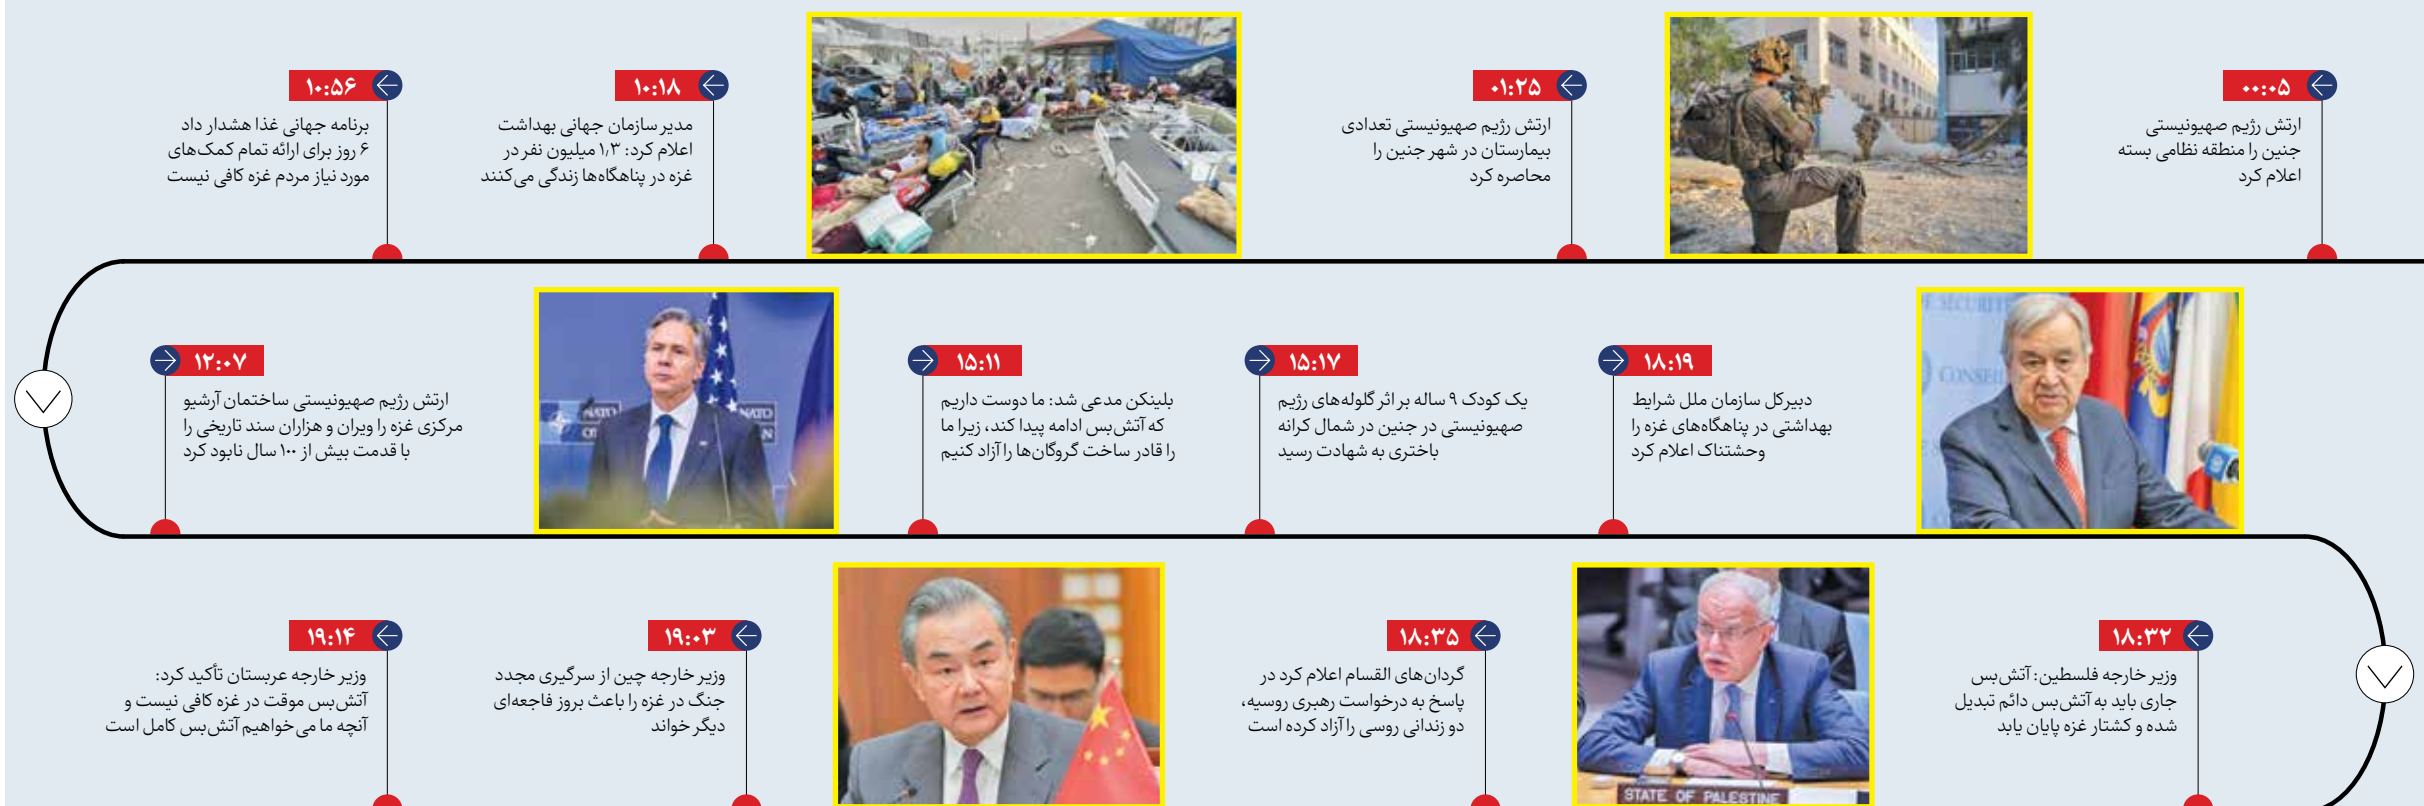 ۰۰:۰۵
ارتش رژیم صهیونیستی
جنین را منطقه نظامی بسته
اعلام کرد
۰۱:۲۵
ارتش رژیم صهیونیستی تعدادی
بیمارستان در شهر جنین را
محاصره کرد
۱۰:۱۸
مدیر سازمان جهانی بهداشت
اعلام کرد: ۱٫۳ میلیون نفر در
غزه در پناهگاه‌ها زندگی می‌کنند
۱۰:۵۶
برنامه جهانی غذا هشدار داد
۶ روز برای ارائه تمام کمک‌های
مورد نیاز مردم غزه کافی نیست
۱۲:۰۷
ارتش رژیم صهیونیستی ساختمان آرشیو
مرکزی غزه را ویران و هزاران سند تاریخی را
با قدمت بیش از ۱۰۰ سال نابود کرد
NATO
NATO
۱۵:۱۱
بلینکن مدعی شد: ما دوست داریم
که آتش‌بس ادامه پیدا کند، زیرا ما
را قادر ساخت گروگان‌ها را آزاد کنیم
۱۵:۱۷
یک کودک ۹ ساله بر اثر گلوله‌های رژیم
صهیونیستی در جنین در شمال کرانه
باختری به شهادت رسید
۱۸:۱۹
دبیرکل سازمان ملل شرایط
بهداشتی در پناهگاه‌های غزه را
وحشتناک اعلام کرد
۱۸:۳۲
وزیر خارجه فلسطین: آتش‌بس
جاری باید به آتش‌بس دائم تبدیل
شده و کشتار غزه پایان یابد
STATE OF PALESTINE
۱۸:۳۵
گردان‌های القسام اعلام کرد در
پاسخ به درخواست رهبری روسیه،
دو زندانی روسی را آزاد کرده است
۱۹:۰۳
وزیر خارجه چین از سرگیری مجدد
جنگ در غزه را باعث بروز فاجعه‌ای
دیگر خواند
۱۹:۱۴
وزیر خارجه عربستان تأکید کرد:
آتش‌بس موقت در غزه کافی نیست و
آنچه ما می‌خواهیم آتش‌بس کامل است